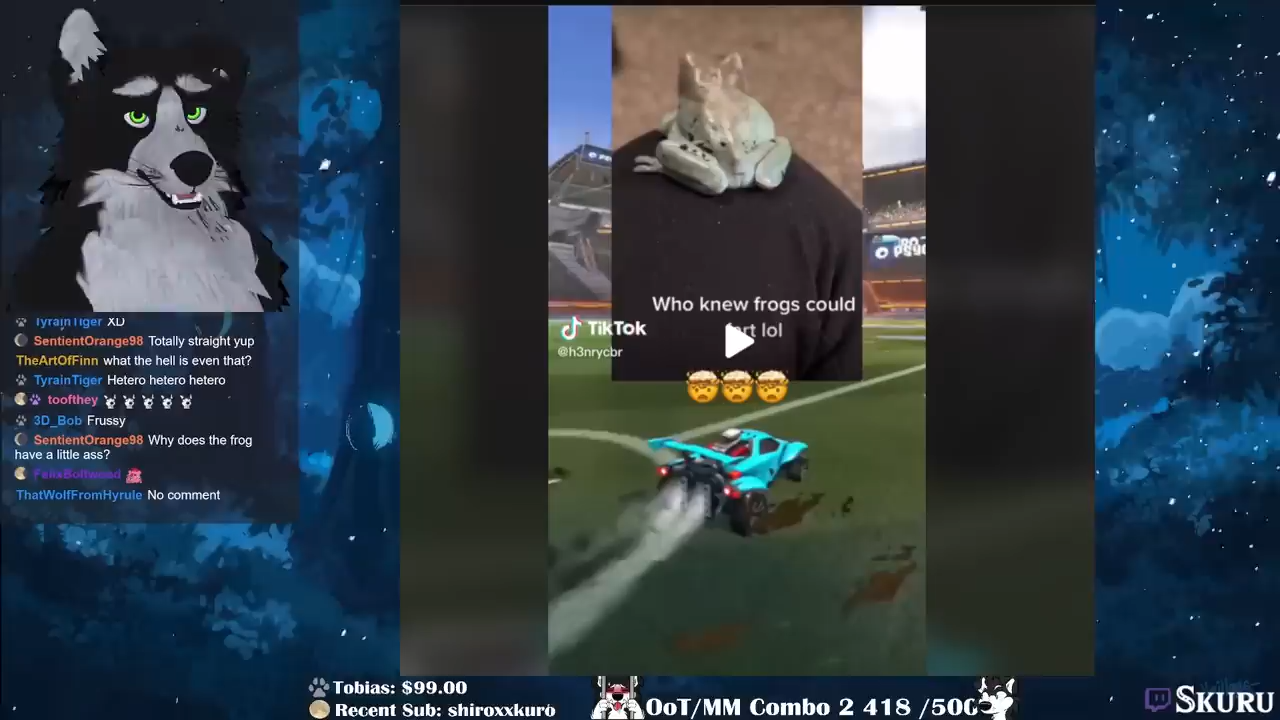 TyrainTiger XD
SentientOrange98 Totally straight yup
TheArtOfFinn what the hell is even that?
TyrainTiger Hetero hetero hetero
toofthey
3D_Bob Frussy
SentientOrange98 Why does the frog
have a little ass?
FelixBoltwood
ThatWolfFromHyrule No comment
Who knew frogs could
lol
TikTok
@h3nrycbr
Tobias: $99.00
Recent Sub: shiroxxkuro
OoT/MM Combo 2 418 /500
SKURU